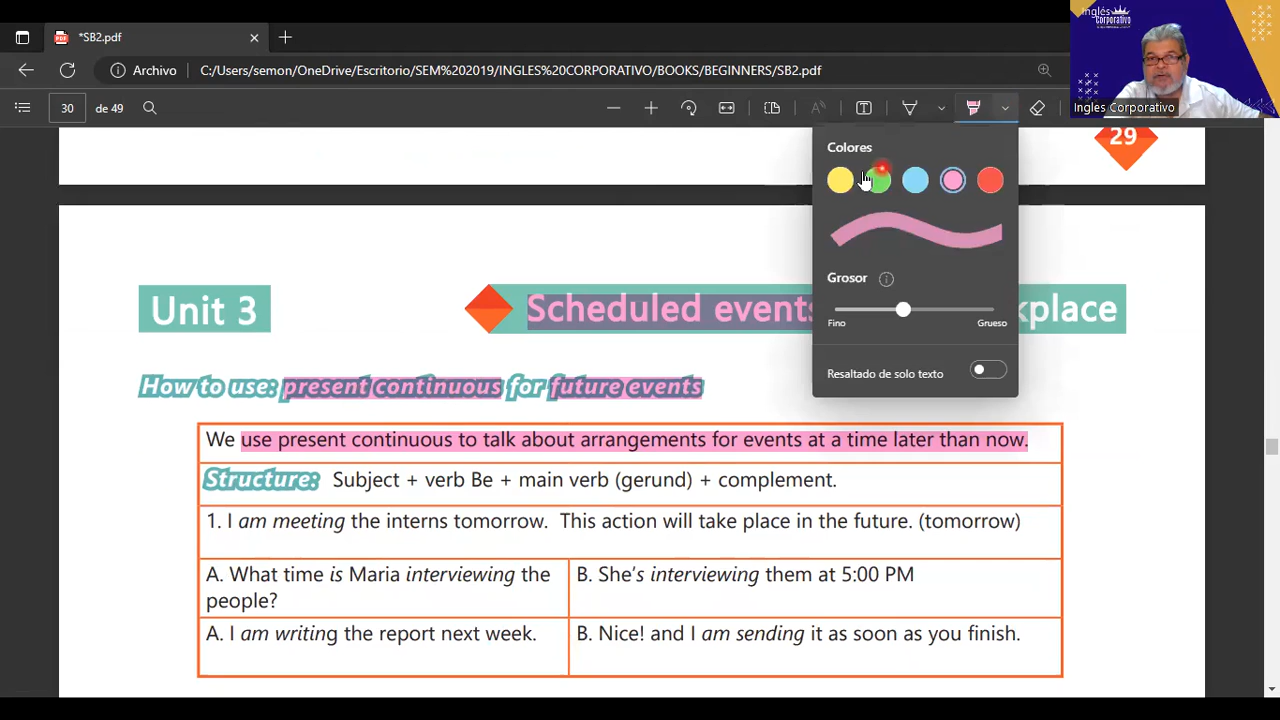 *SB2.pdf
Archivo C:/Users/semon/OneDrive/Escritorio/SEM%202019/INGLES%20CORPORATIVO/BOOKS/BEGINNERS/SB2.pdf
Inglés
Corporativo
Ingles Corporativo
30 de 49
29
Colores
Grosor
Fino Grueso
Resaltado de solo texto
Unit 3 Scheduled events kplace
How to use: present continuous for future events
We use present continuous to talk about arrangements for events at a time later than now.
Structure: Subject + verb Be + main verb (gerund) + complement.
1. I am meeting the interns tomorrow. This action will take place in the future. (tomorrow)
A. What time is Maria interviewing the people?
B. She's interviewing them at 5:00 PM
A. I am writing the report next week.
B. Nice! and I am sending it as soon as you finish.